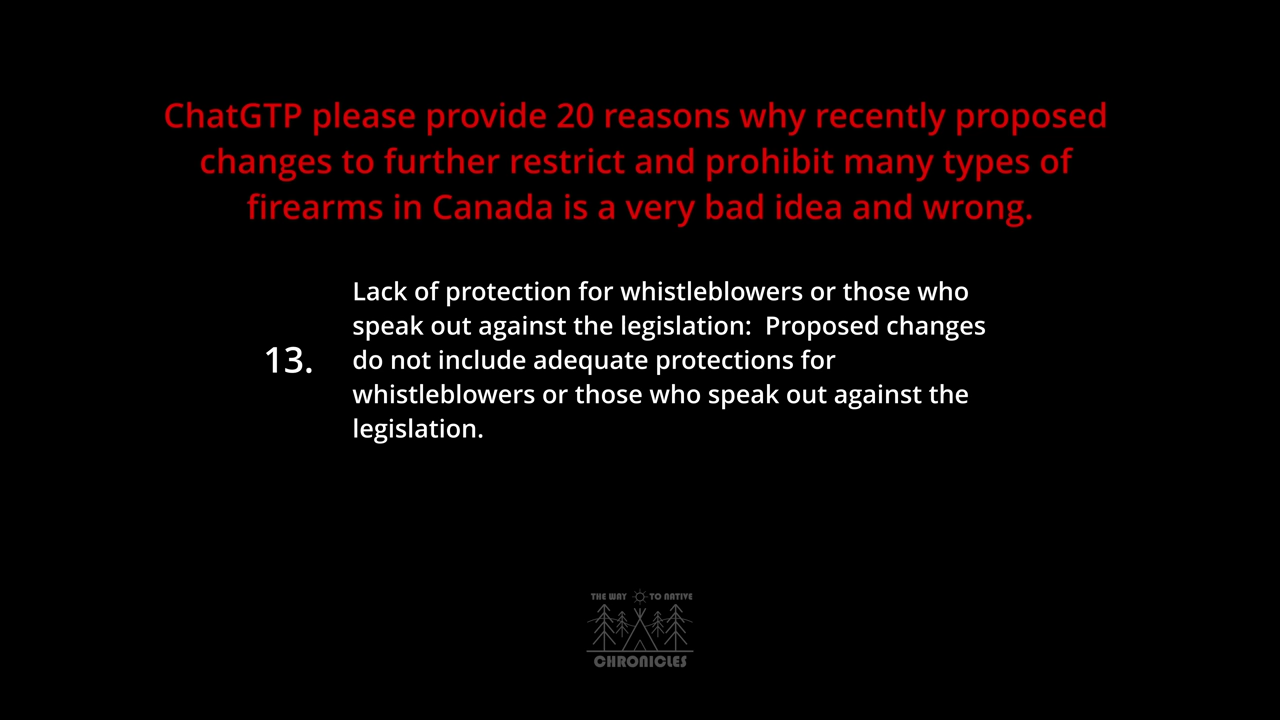 ChatGTP please provide 20 reasons why recently proposed
changes to further restrict and prohibit many types of
firearms in Canada is a very bad idea and wrong.
13.
Lack of protection for whistleblowers or those who
speak out against the legislation:  Proposed changes
do not include adequate protections for
whistleblowers or those who speak out against the
legislation.
THE WAY TO NATIVE
CHRONICLES